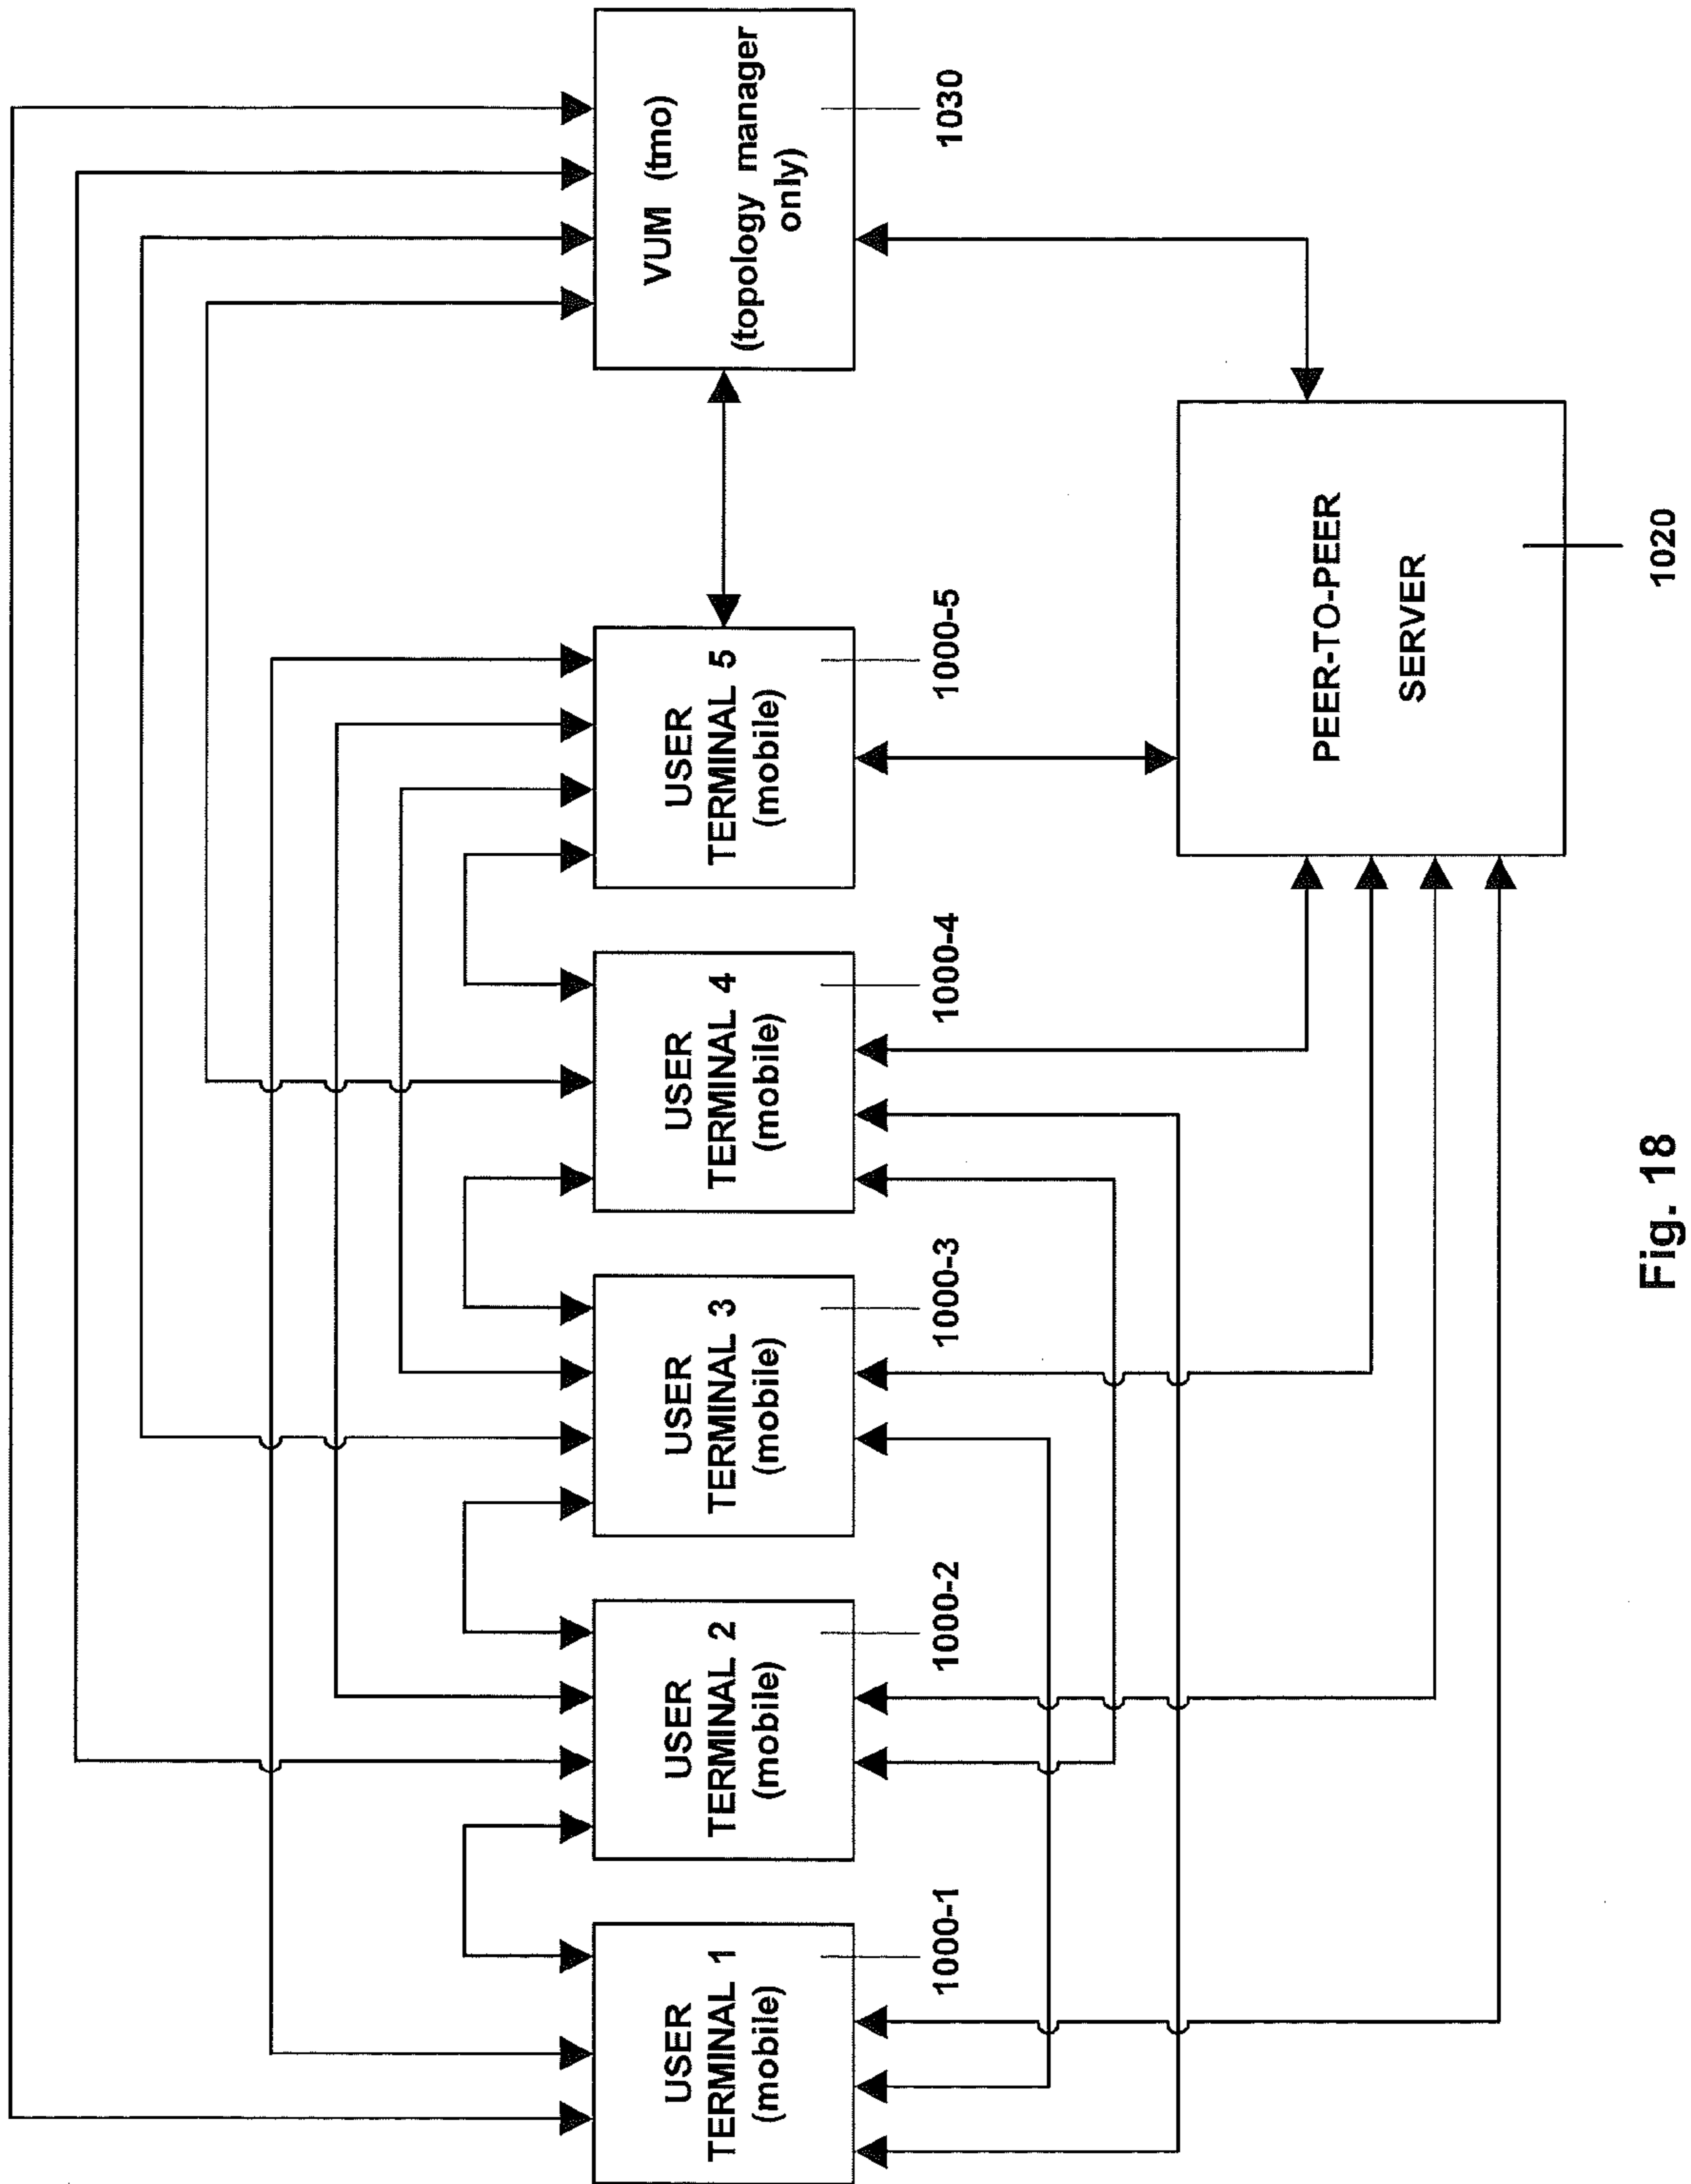 USER
TERMINAL 1
(mobile)
1000-1
USER
TERMINAL 2
(mobile)
1000-2
USER
TERMINAL 3
(mobile)
1000-3
USER
TERMINAL 4
(mobile)
1000-4
USER
TERMINAL 5
(mobile)
1000-5
VUM (tmo)
(topology manager
only)
1030
PEER-TO-PEER
SERVER
1020
Fig. 18